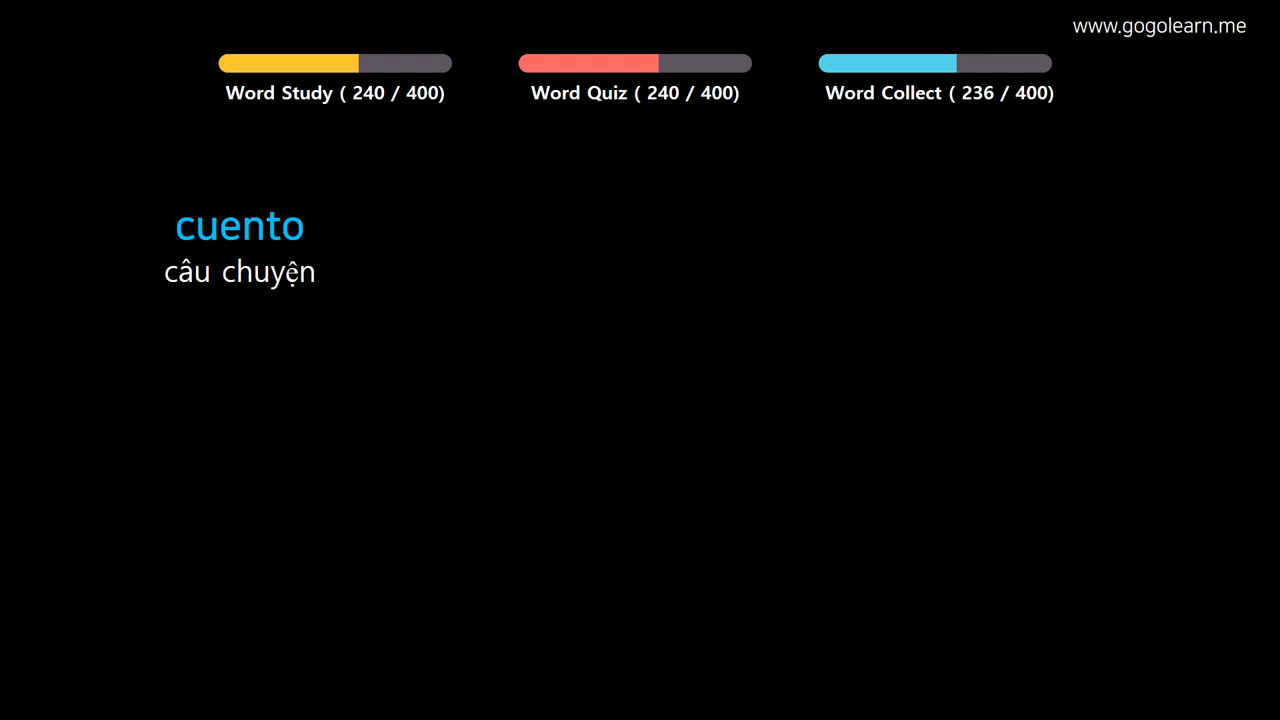 www.gogolearn.me
Word Study ( 240 / 400)
Word Quiz ( 240 / 400)
Word Collect ( 236 / 400)
cuento
câu chuyện